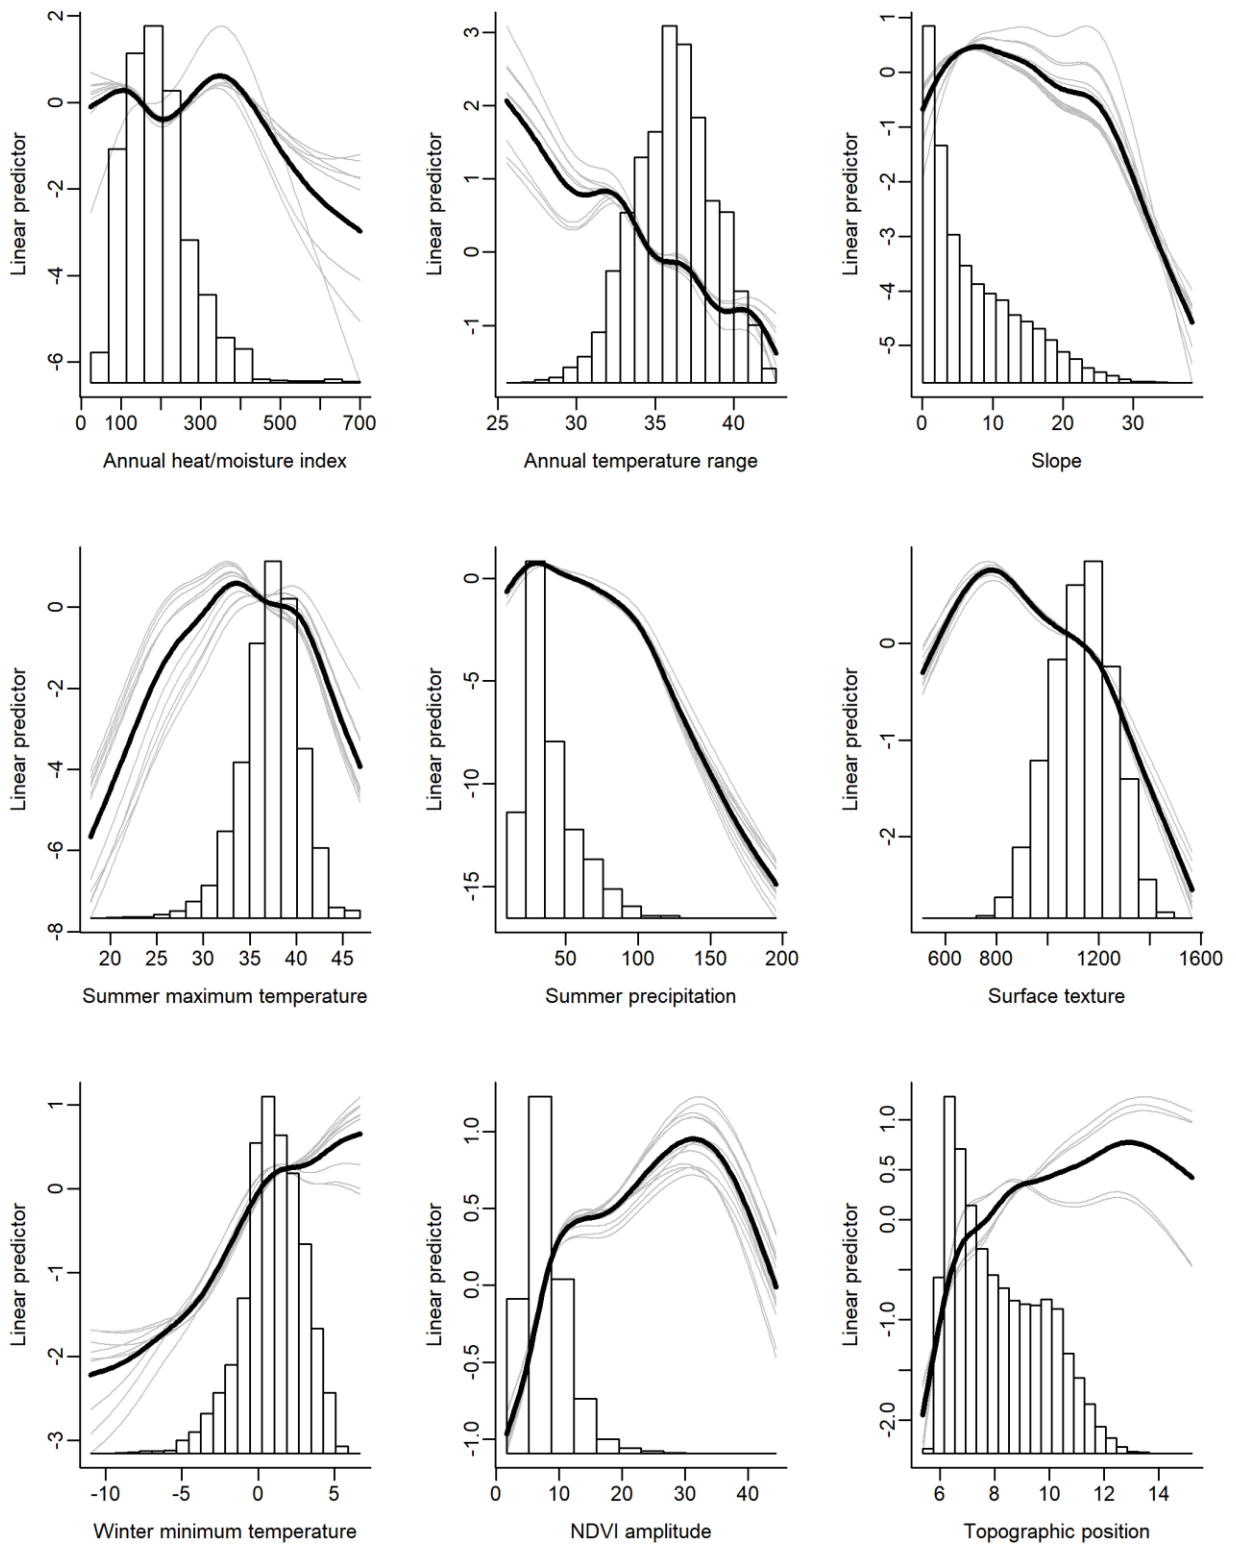 2
0
-2
-4
-6
Linear predictor
0 100 300 500 700
Annual heat/moisture index
3
2
1
0
-1
Linear predictor
25 30 35 40
Annual temperature range
1
0
-1
-2
-3
-4
-5
Linear predictor
0 10 20 30
Slope
0
-2
-4
-6
-8
Linear predictor
20 25 30 35 40 45
Summer maximum temperature
0
-5
-10
-15
Linear predictor
50 100 150 200
Summer precipitation
0
-1
-2
Linear predictor
600 800 1200 1600
Surface texture
1
0
-1
-2
-3
Linear predictor
-10 -5 0 5
Winter minimum temperature
1.0
0.5
0.0
-0.5
-1.0
Linear predictor
0 10 20 30 40
NDVI amplitude
1.0
0.5
0.0
-1.0
-2.0
Linear predictor
6 8 10 12 14
Topographic position